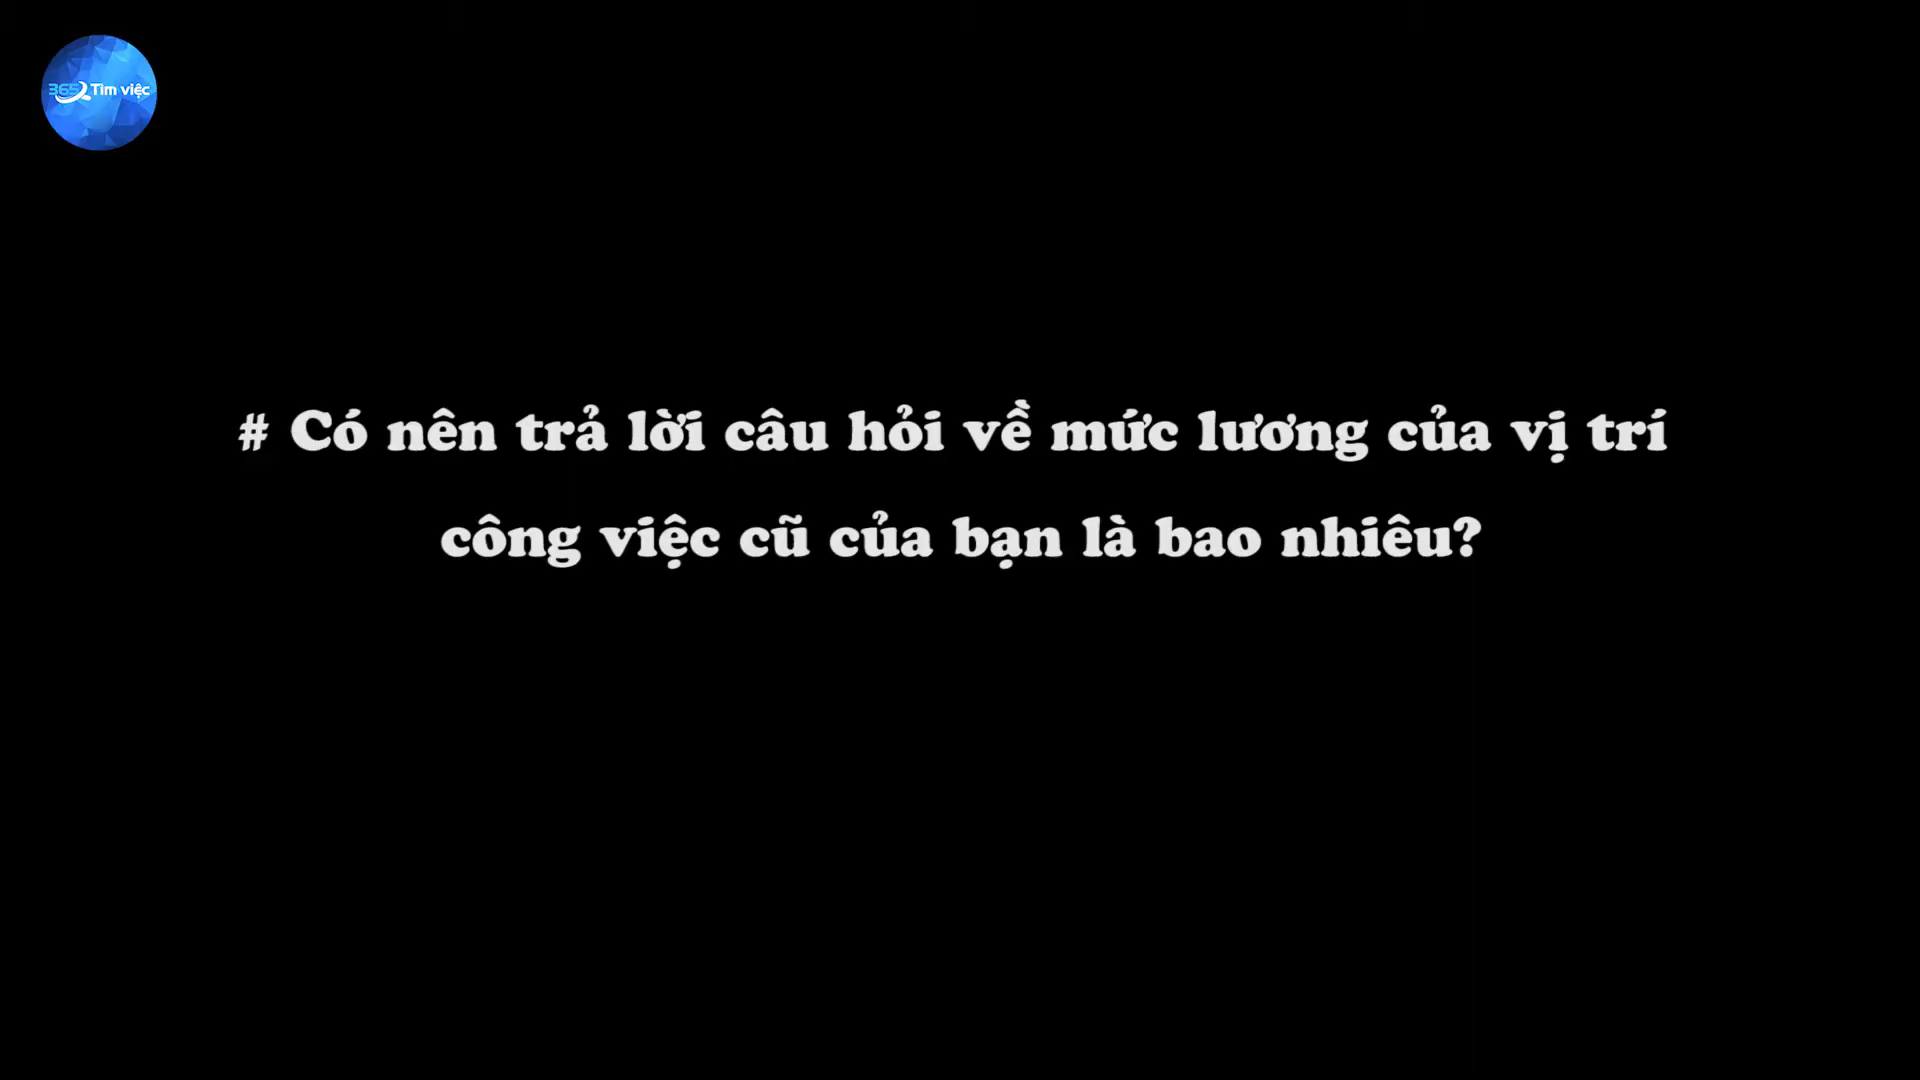 365 Tìm việc
# Có nên trả lời câu hỏi về mức lương của vị trí
công việc cũ của bạn là bao nhiêu?